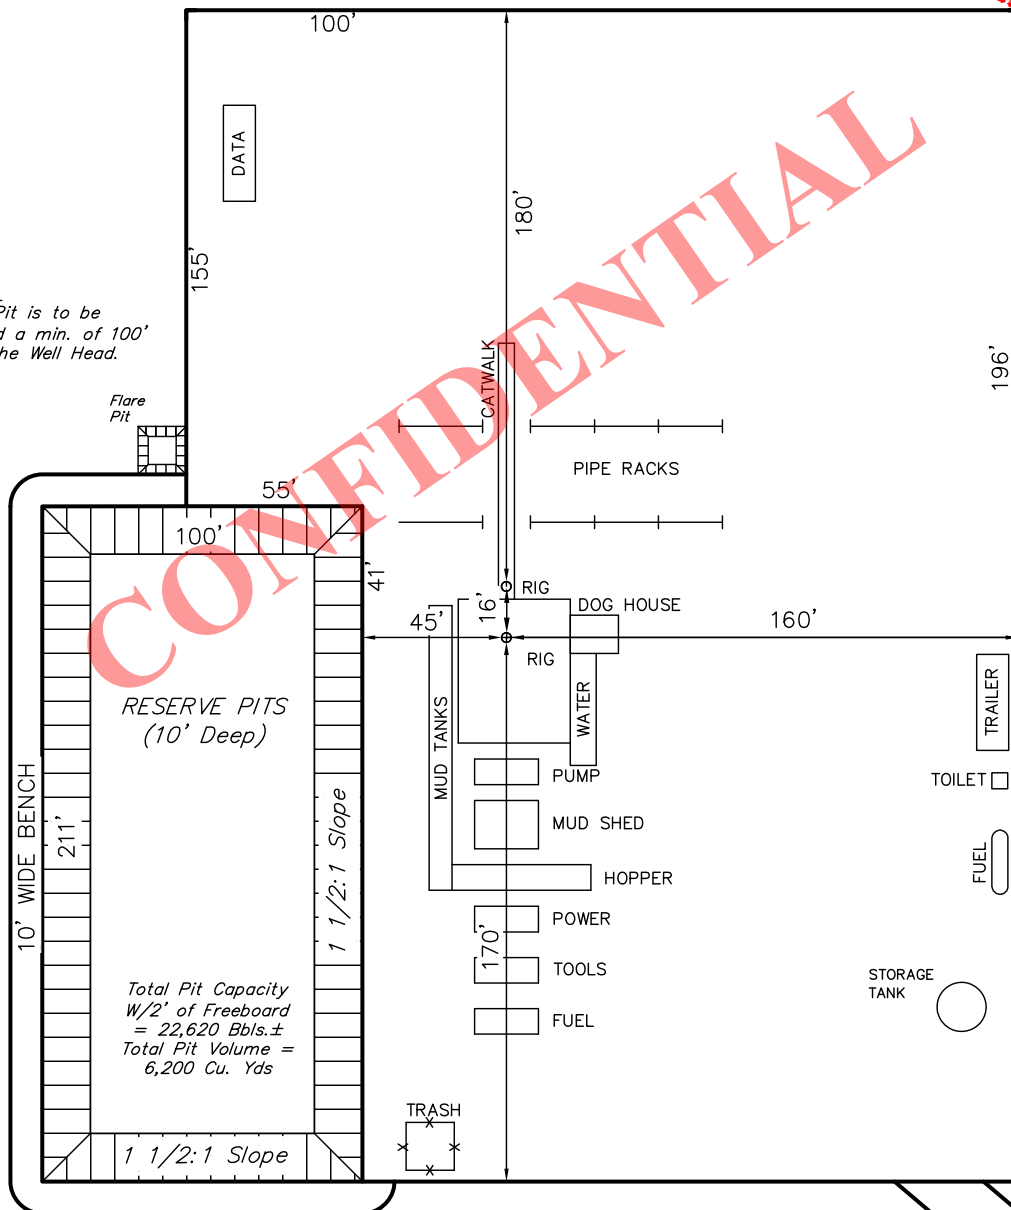 100'
DATA
180'
155'
Pit is to be
a min. of 100'
the Well Head.
196'
CATWALK
Flare
Pit
PIPE RACKS
55'
100'
41'
RIG
16'
DOG HOUSE
45'
160'
RIG
RESERVE PITS
(10' Deep)
MUD TANKS
WATER
TRAILER
PUMP
TOILET
10' WIDE BENCH
211'
1 1/2:1 Slope
MUD SHED
FUEL
HOPPER
POWER
170'
TOOLS
STORAGE
TANK
Total Pit Capacity
W/2' of Freeboard
= 22,620 Bbls.±
Total Pit Volume =
6,200 Cu. Yds
FUEL
TRASH
1 1/2:1 Slope
CONFIDENTIAL